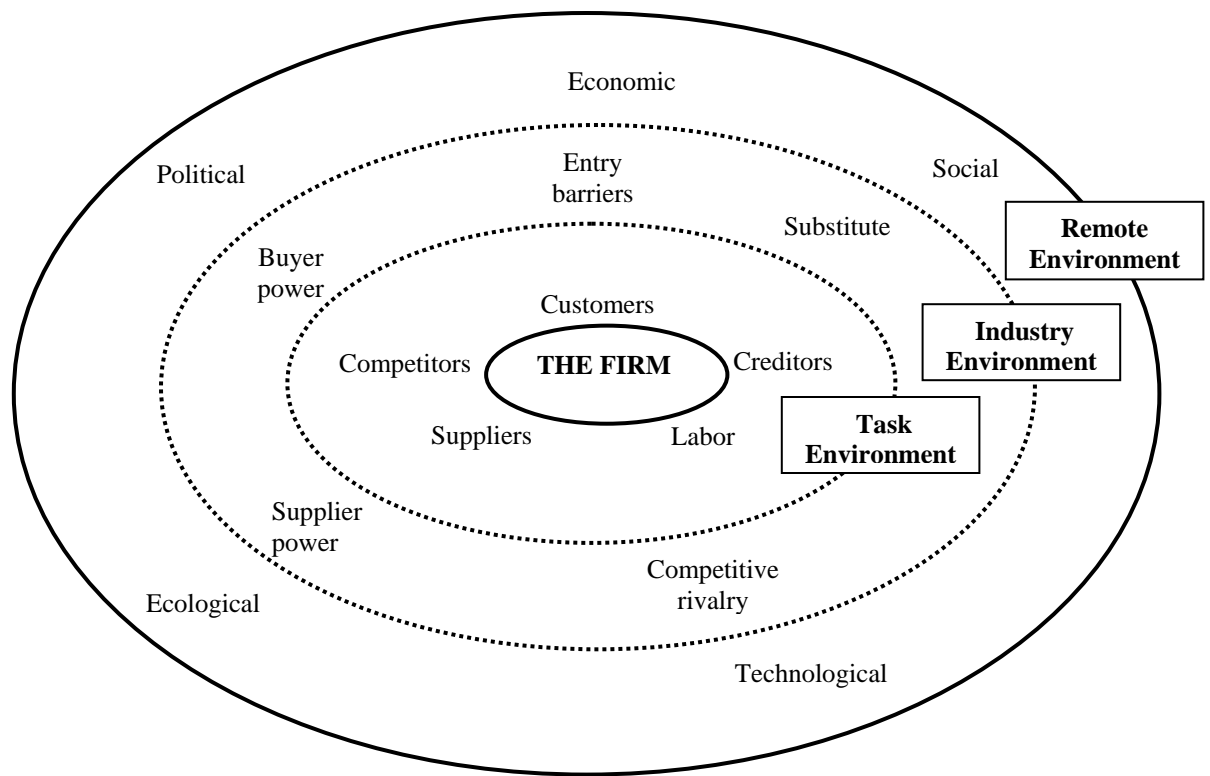 Economic
Political
Social
Entry
barriers
Substitute
Remote
Environment
Buyer
power
Customers
Industry
Environment
Competitors
THE FIRM
Creditors
Suppliers
Labor
Task
Environment
Supplier
power
Competitive
rivalry
Ecological
Technological